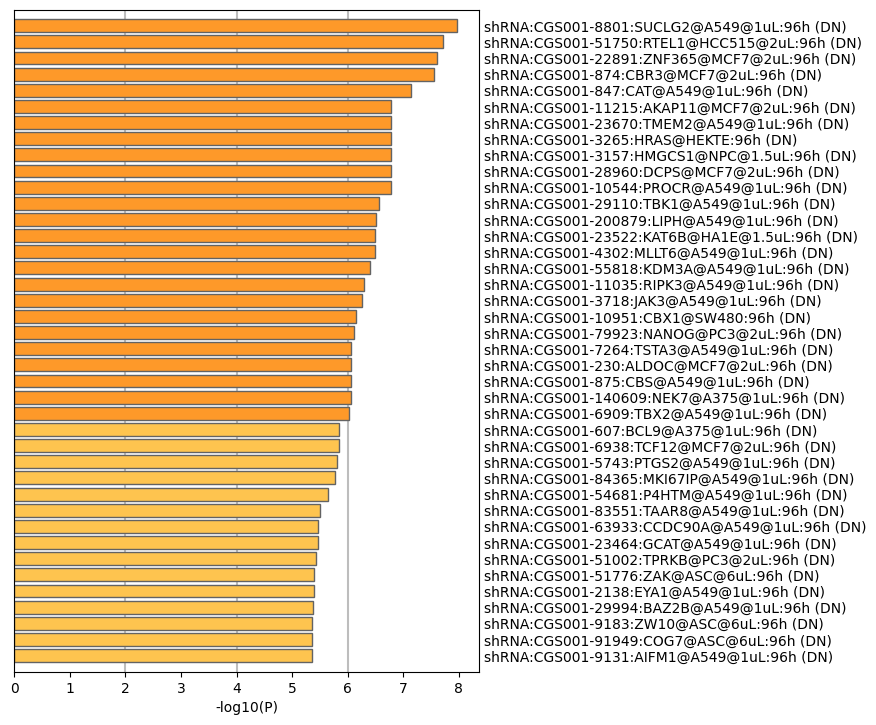 shRNA:CGS001-8801:SUCLG2@A549@1uL:96h (DN)
shRNA:CGS001-51750:RTEL1@HCC515@2uL:96h (DN)
shRNA:CGS001-22891:ZNF365@MCF7@2uL:96h (DN)
shRNA:CGS001-874:CBR3@MCF7@2uL:96h (DN)
shRNA:CGS001-847:CAT@A549@1uL:96h (DN)
shRNA:CGS001-11215:AKAP11@MCF7@2uL:96h (DN)
shRNA:CGS001-23670:TMEM2@A549@1uL:96h (DN)
shRNA:CGS001-3265:HRAS@HEKTE:96h (DN)
shRNA:CGS001-3157:HMGCS1@NPC@1.5uL:96h (DN)
shRNA:CGS001-28960:DCPS@MCF7@2uL:96h (DN)
shRNA:CGS001-10544:PROCR@A549@1uL:96h (DN)
shRNA:CGS001-29110:TBK1@A549@1uL:96h (DN)
shRNA:CGS001-200879:LIPH@A549@1uL:96h (DN)
shRNA:CGS001-23522:KAT6B@HA1E@1.5uL:96h (DN)
shRNA:CGS001-4302:MLLT6@A549@1uL:96h (DN)
shRNA:CGS001-55818:KDM3A@A549@1uL:96h (DN)
shRNA:CGS001-11035:RIPK3@A549@1uL:96h (DN)
shRNA:CGS001-3718:JAK3@A549@1uL:96h (DN)
shRNA:CGS001-10951:CBX1@SW480:96h (DN)
shRNA:CGS001-79923:NANOG@PC3@2uL:96h (DN)
shRNA:CGS001-7264:TSTA3@A549@1uL:96h (DN)
shRNA:CGS001-230:ALDOC@MCF7@2uL:96h (DN)
shRNA:CGS001-875:CBS@A549@1uL:96h (DN)
shRNA:CGS001-140609:NEK7@A375@1uL:96h (DN)
shRNA:CGS001-6909:TBX2@A549@1uL:96h (DN)
shRNA:CGS001-607:BCL9@A375@1uL:96h (DN)
shRNA:CGS001-6938:TCF12@MCF7@2uL:96h (DN)
shRNA:CGS001-5743:PTGS2@A549@1uL:96h (DN)
shRNA:CGS001-84365:MKI67IP@A549@1uL:96h (DN)
shRNA:CGS001-54681:P4HTM@A549@1uL:96h (DN)
shRNA:CGS001-83551:TAAR8@A549@1uL:96h (DN)
shRNA:CGS001-63933:CCDC90A@A549@1uL:96h (DN)
shRNA:CGS001-23464:GCAT@A549@1uL:96h (DN)
shRNA:CGS001-51002:TPRKB@PC3@2uL:96h (DN)
shRNA:CGS001-51776:ZAK@ASC@6uL:96h (DN)
shRNA:CGS001-2138:EYA1@A549@1uL:96h (DN)
shRNA:CGS001-29994:BAZ2B@A549@1uL:96h (DN)
shRNA:CGS001-9183:ZW10@ASC@6uL:96h (DN)
shRNA:CGS001-91949:COG7@ASC@6uL:96h (DN)
shRNA:CGS001-9131:AIFM1@A549@1uL:96h (DN)
0 1 2 3 4 5 6 7 8
-log10(P)